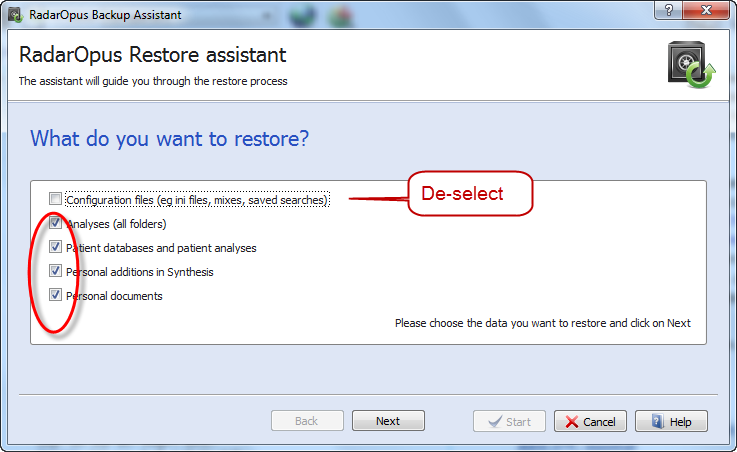 RadarOpus Backup Assistant
RadarOpus Restore assistant
The assistant will guide you through the restore process
What do you want to restore?
Configuration files (eg ini files, mixes, saved searches)
De-select
Analyses (all folders)
Patient databases and patient analyses
Personal additions in Synthesis
Personal documents
Please choose the data you want to restore and click on Next
Back
Next
Start
Cancel
Help